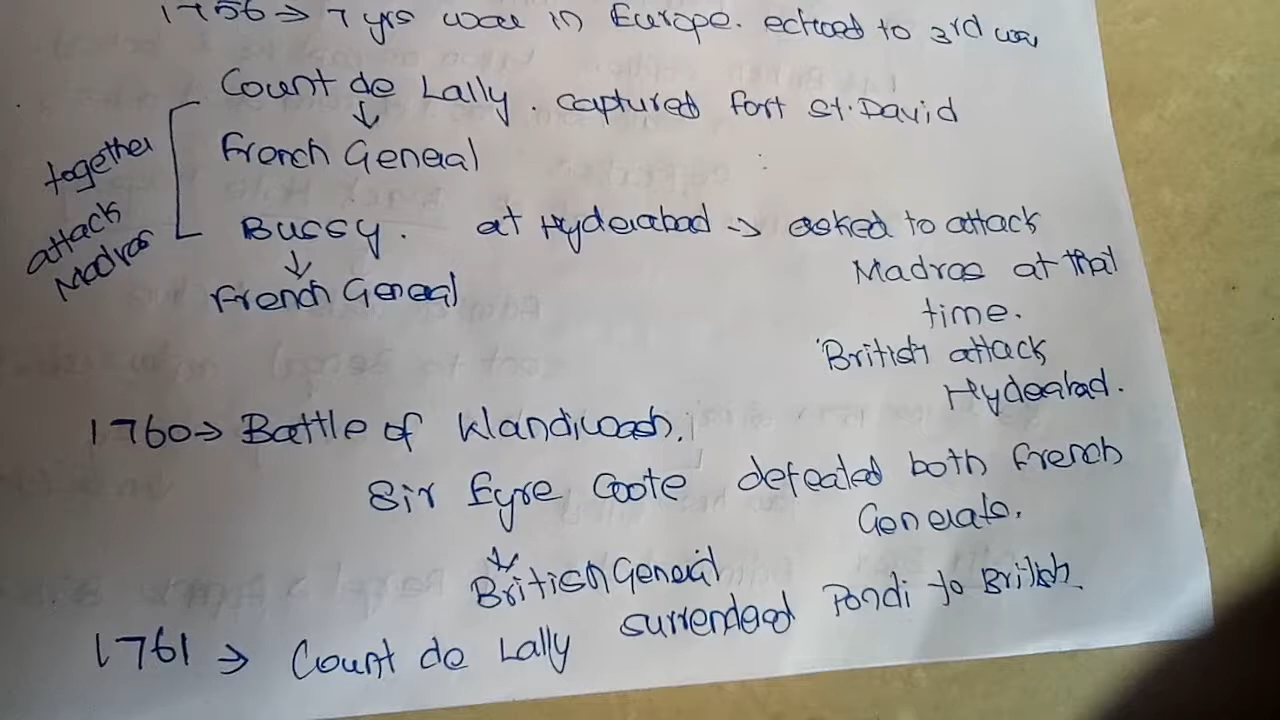 1756 ⇒ 7 yrs war in Europe. echoed to 3rd war
Count de Lally. captured Fort St. David
↓
French General
together attack Madras
Bussy. at Hyderabad → asked to attack
↓
French General
Madras at that
time.
British attack
Hyderabad.
1760 ⇒ Battle of Wandiwash.
Sir Eyre Coote defeated both French
Generals.
↓
British General
1761 ⇒ Count de Lally surrendered Pondi to British